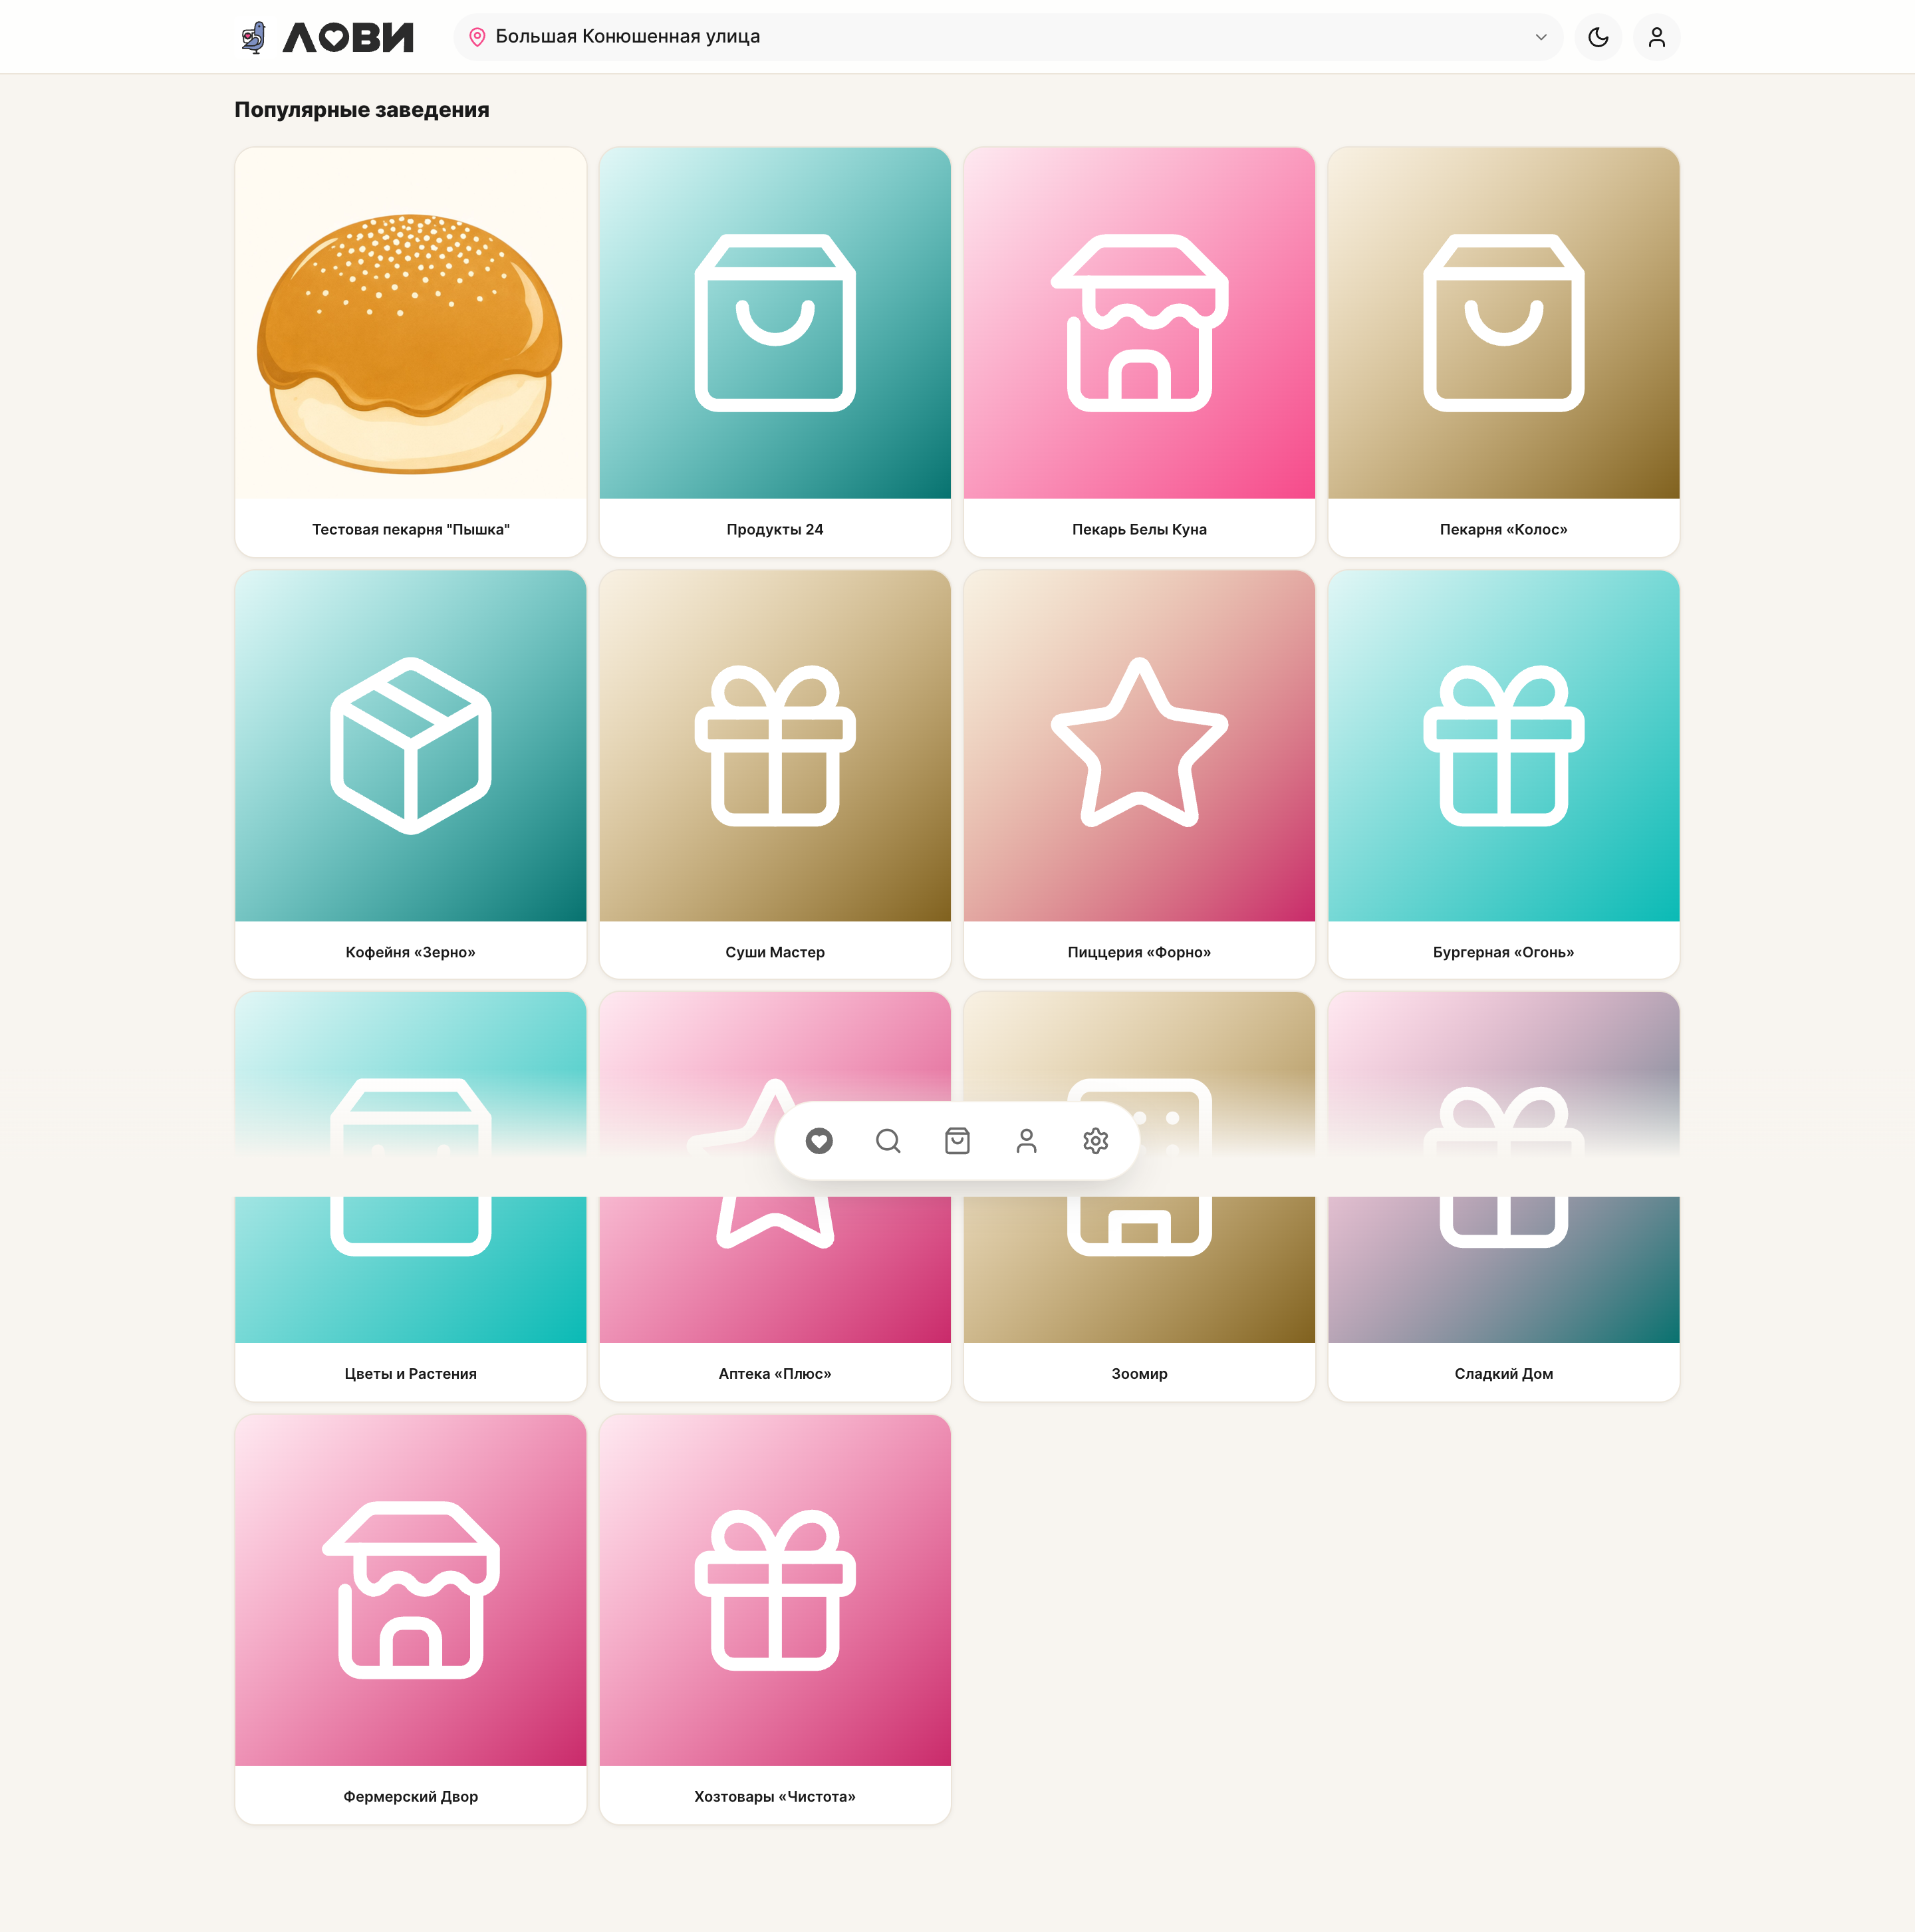 ЛОВИ
Большая Конюшенная улица
Популярные заведения
Тестовая пекарня "Пышка"
Продукты 24
Пекарь Белы Куна
Пекарня «Колос»
Кофейня «Зерно»
Суши Мастер
Пиццерия «Форно»
Бургерная «Огонь»
Цветы и Растения
Аптека «Плюс»
Зоомир
Сладкий Дом
Фермерский Двор
Хозтовары «Чистота»